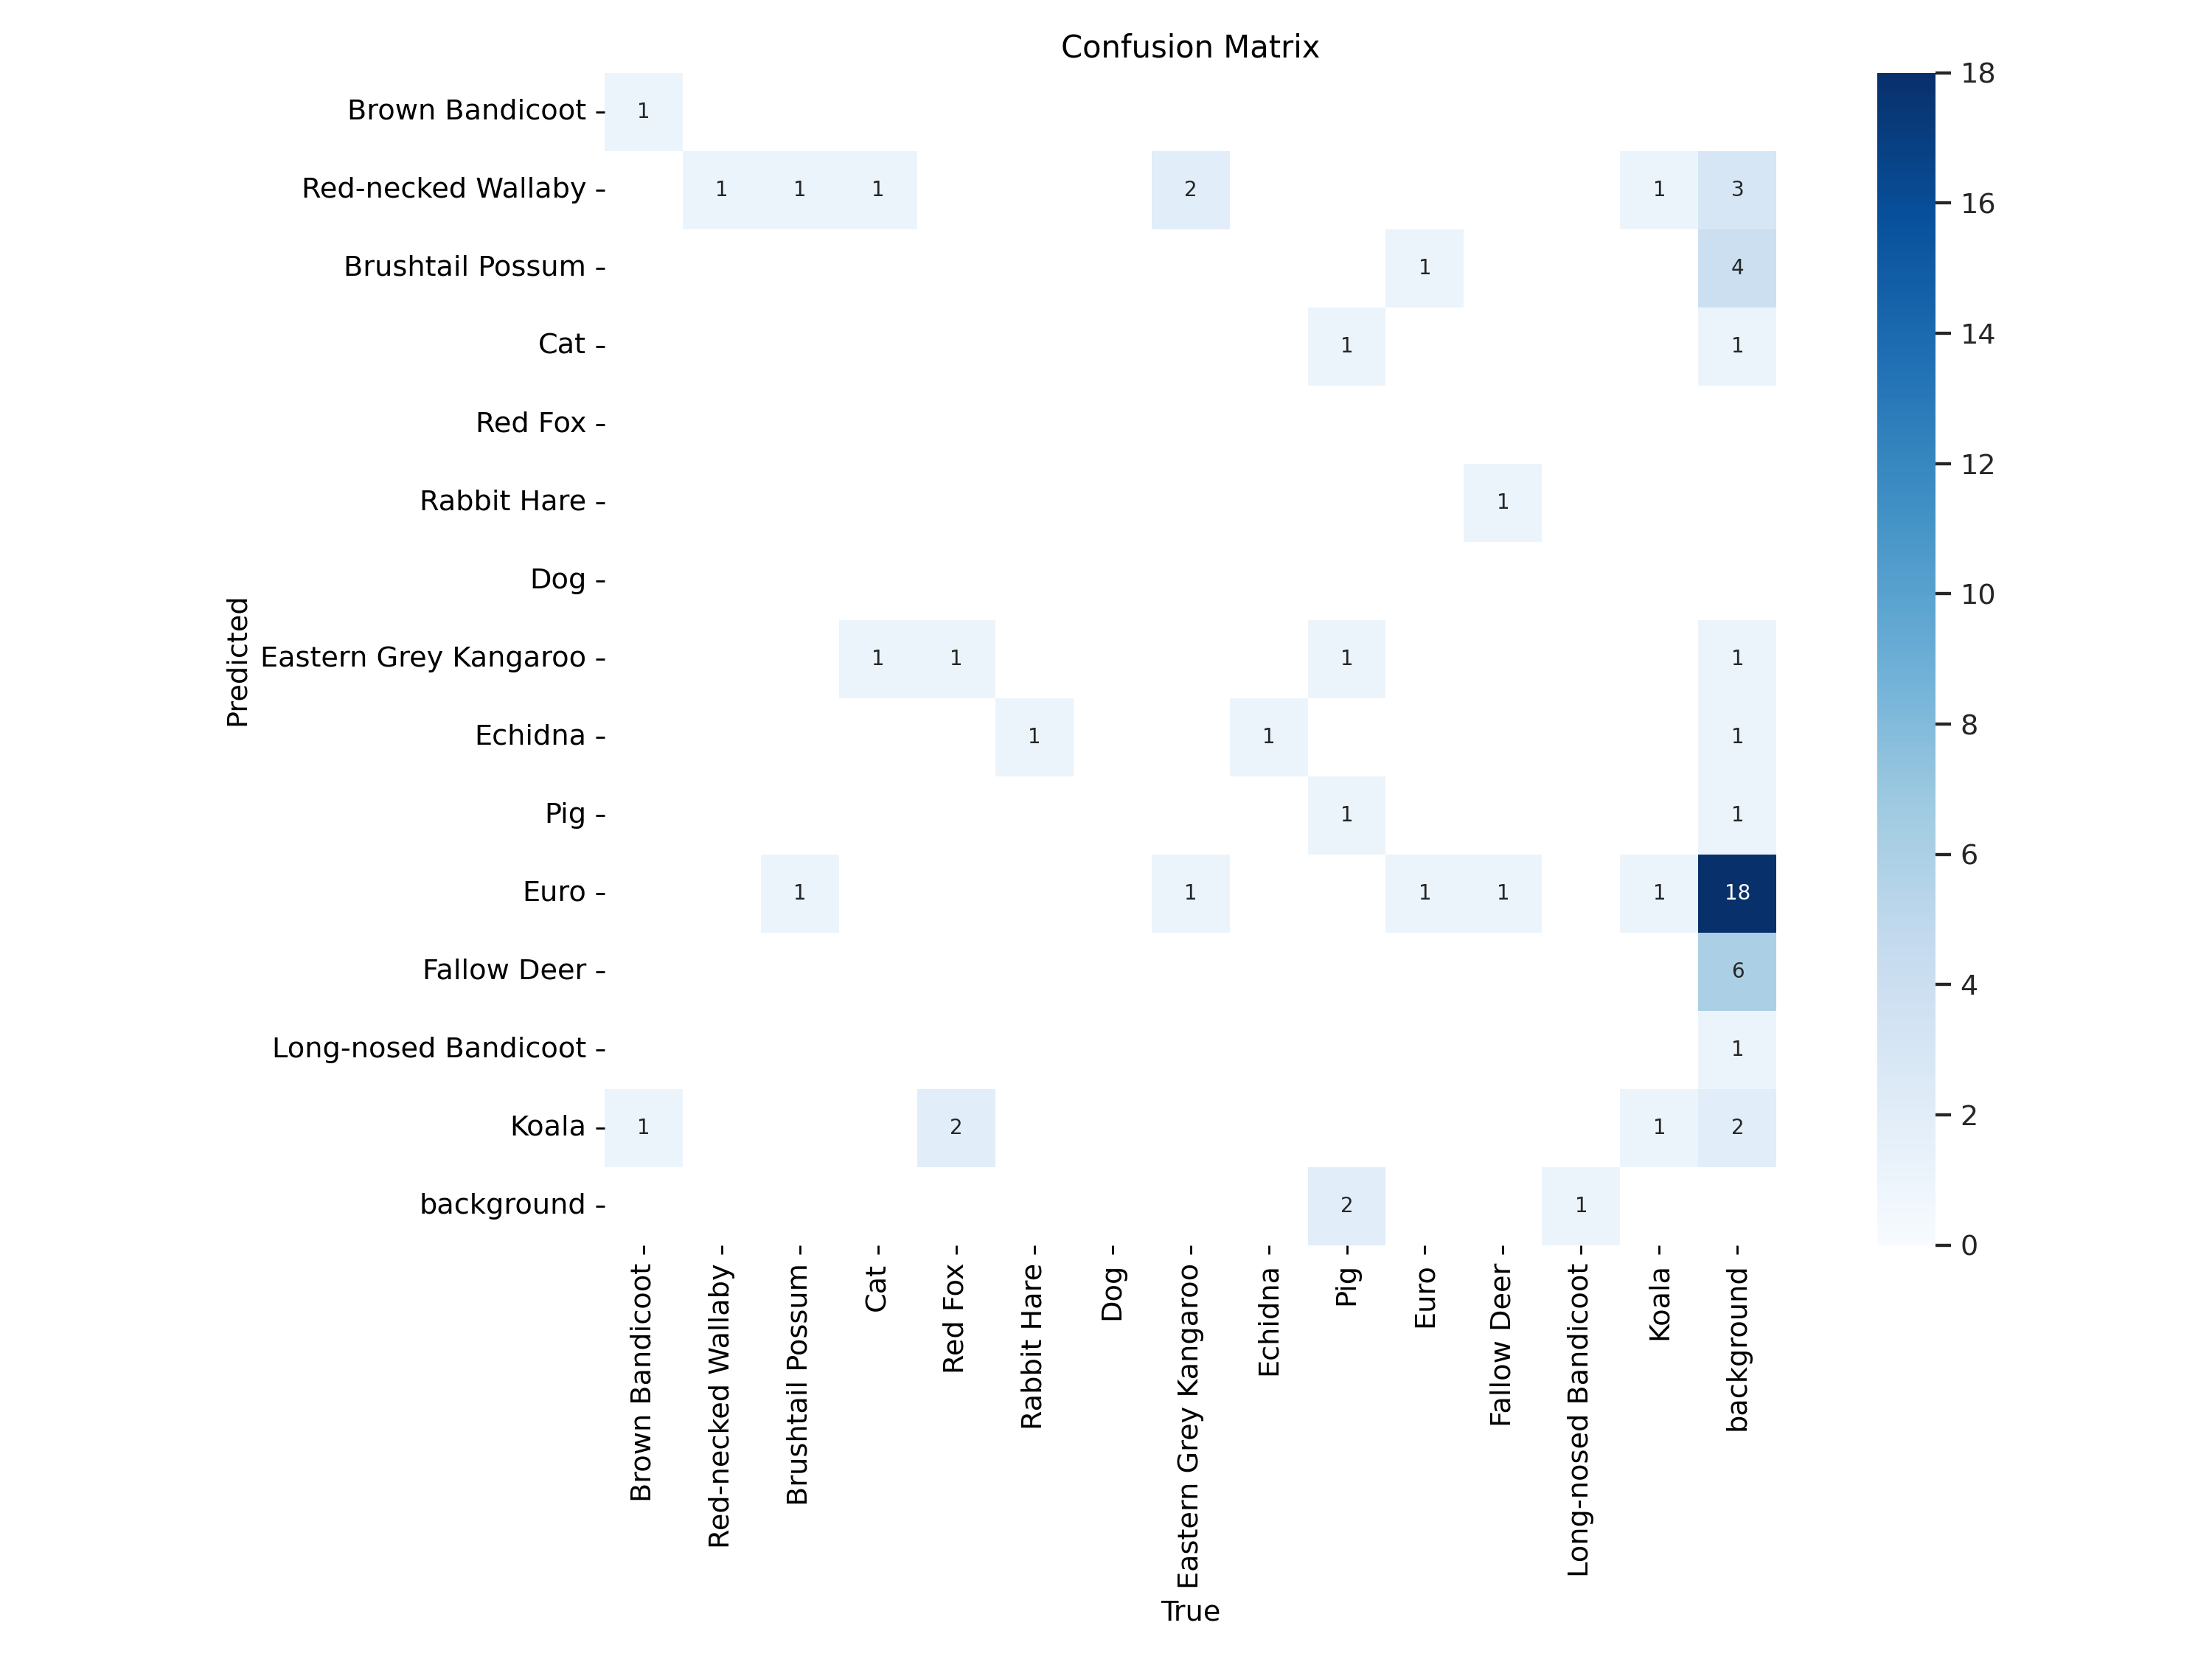 Confusion Matrix
Predicted
Brown Bandicoot 1
Red-necked Wallaby 1 1 1 2 1 3
Brushtail Possum 1 4
Cat 1 1
Red Fox
Rabbit Hare 1
Dog
Eastern Grey Kangaroo 1 1 1 1
Echidna 1 1 1
Pig 1 1
Euro 1 1 1 1 1 18
Fallow Deer 6
Long-nosed Bandicoot 1
Koala 1 2 1 2
background 2 1
Brown Bandicoot
Red-necked Wallaby
Brushtail Possum
Cat
Red Fox
Rabbit Hare
Dog
Eastern Grey Kangaroo
Echidna
Pig
Euro
Fallow Deer
Long-nosed Bandicoot
Koala
background
True
18
16
14
12
10
8
6
4
2
0